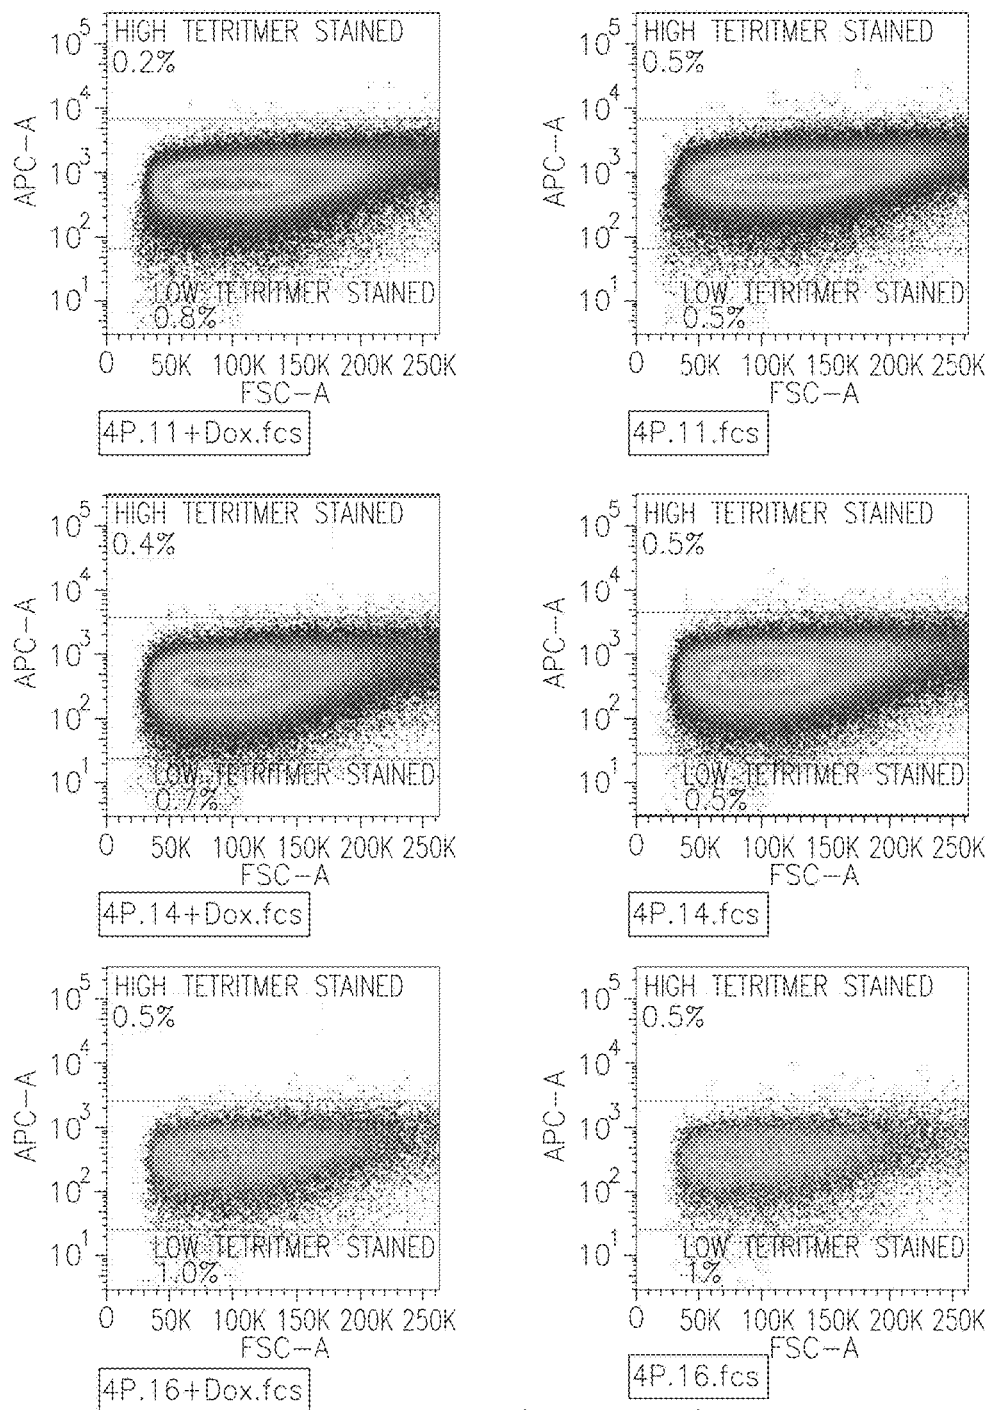 HIGH TETRITMER STAINED
0.2%
10^5
10^4
10^3
10^2
10^1
APC-A
LOW TETRITMER STAINED
0.8%
0 50K 100K 150K 200K 250K
FSC-A
4P.11+Dox.fcs
HIGH TETRITMER STAINED
0.5%
10^5
10^4
10^3
10^2
10^1
APC-A
LOW TETRITMER STAINED
0.5%
0 50K 100K 150K 200K 250K
FSC-A
4P.11.fcs
HIGH TETRITMER STAINED
0.4%
10^5
10^4
10^3
10^2
10^1
APC-A
LOW TETRITMER STAINED
0.7%
0 50K 100K 150K 200K 250K
FSC-A
4P.14+Dox.fcs
HIGH TETRITMER STAINED
0.5%
10^5
10^4
10^3
10^2
10^1
APC-A
LOW TETRITMER STAINED
0.5%
0 50K 100K 150K 200K 250K
FSC-A
4P.14.fcs
HIGH TETRITMER STAINED
0.5%
10^5
10^4
10^3
10^2
10^1
APC-A
LOW TETRITMER STAINED
1.0%
0 50K 100K 150K 200K 250K
FSC-A
4P.16+Dox.fcs
HIGH TETRITMER STAINED
0.5%
10^5
10^4
10^3
10^2
10^1
APC-A
LOW TETRITMER STAINED
1%
0 50K 100K 150K 200K 250K
FSC-A
4P.16.fcs